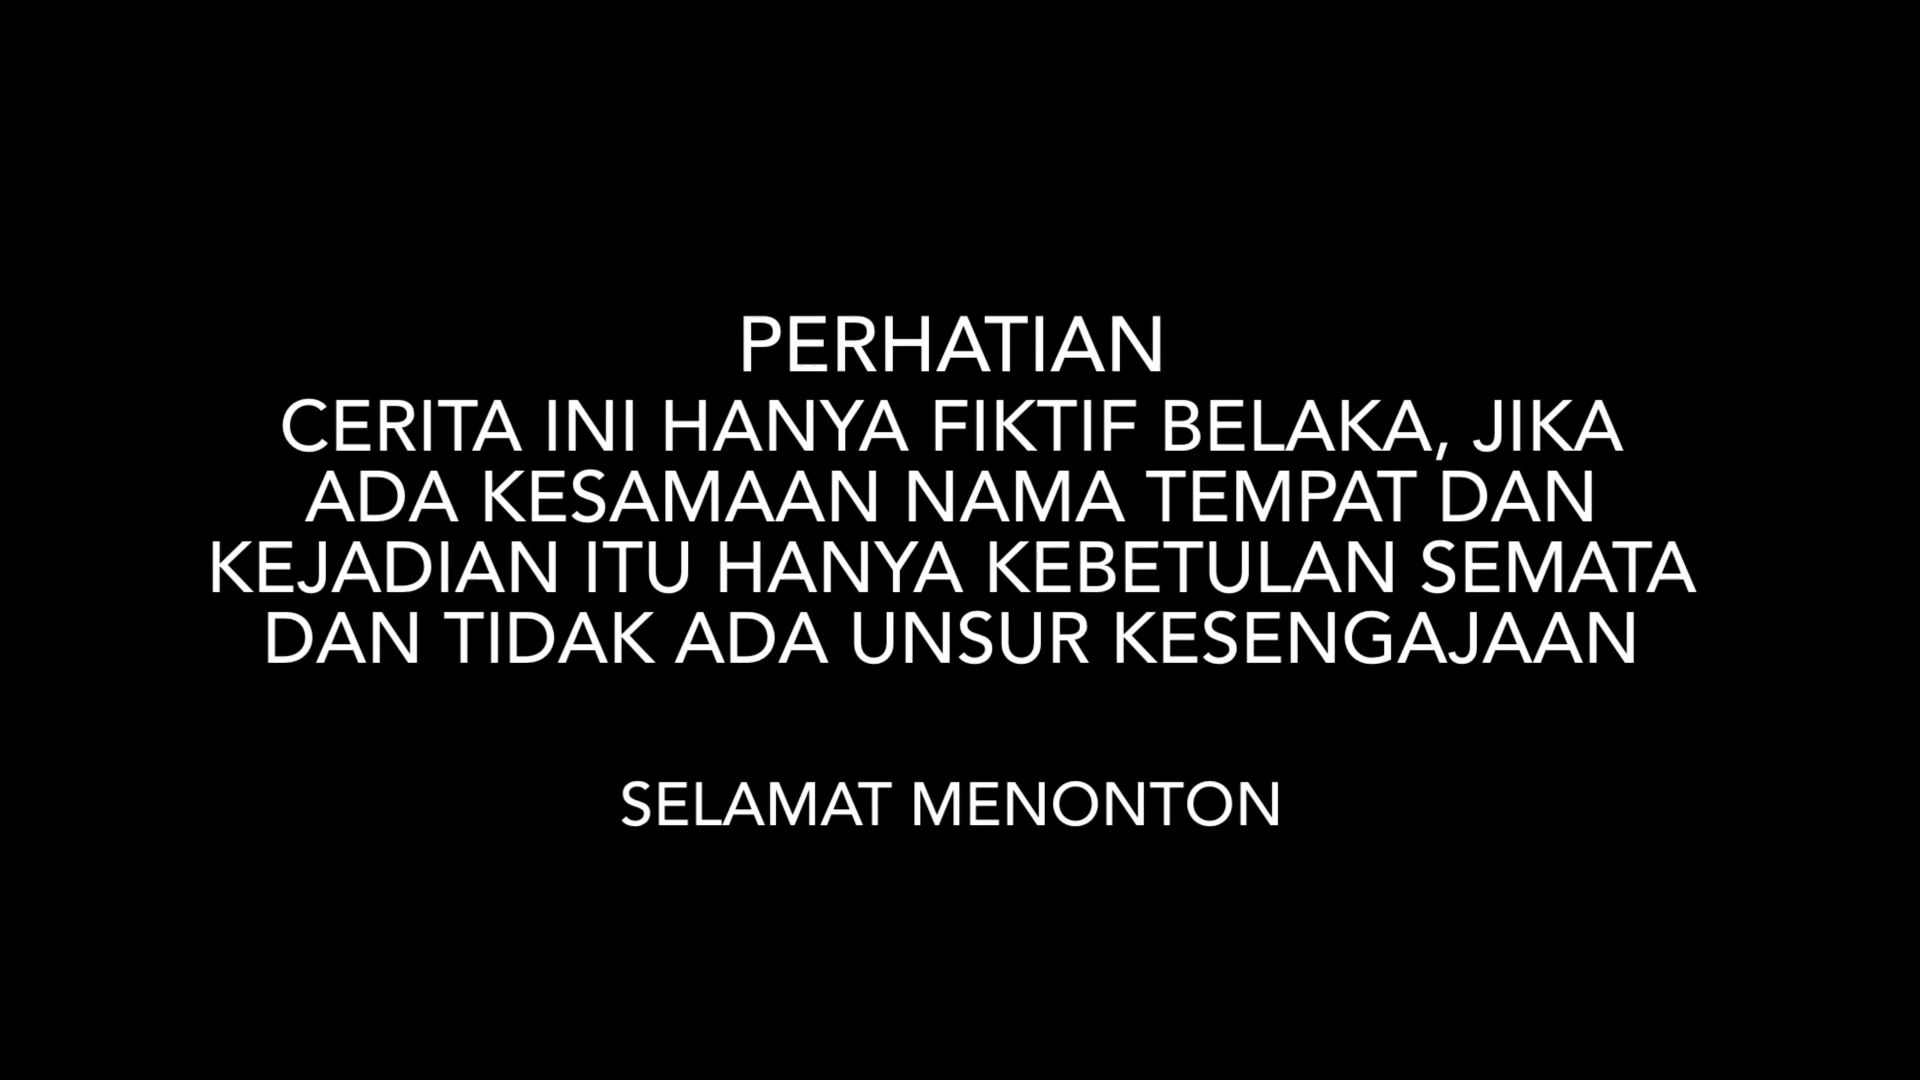 PERHATIAN
CERITA INI HANYA FIKTIF BELAKA, JIKA
ADA KESAMAAN NAMA TEMPAT DAN
KEJADIAN ITU HANYA KEBETULAN SEMATA
DAN TIDAK ADA UNSUR KESENGAJAAN
SELAMAT MENONTON